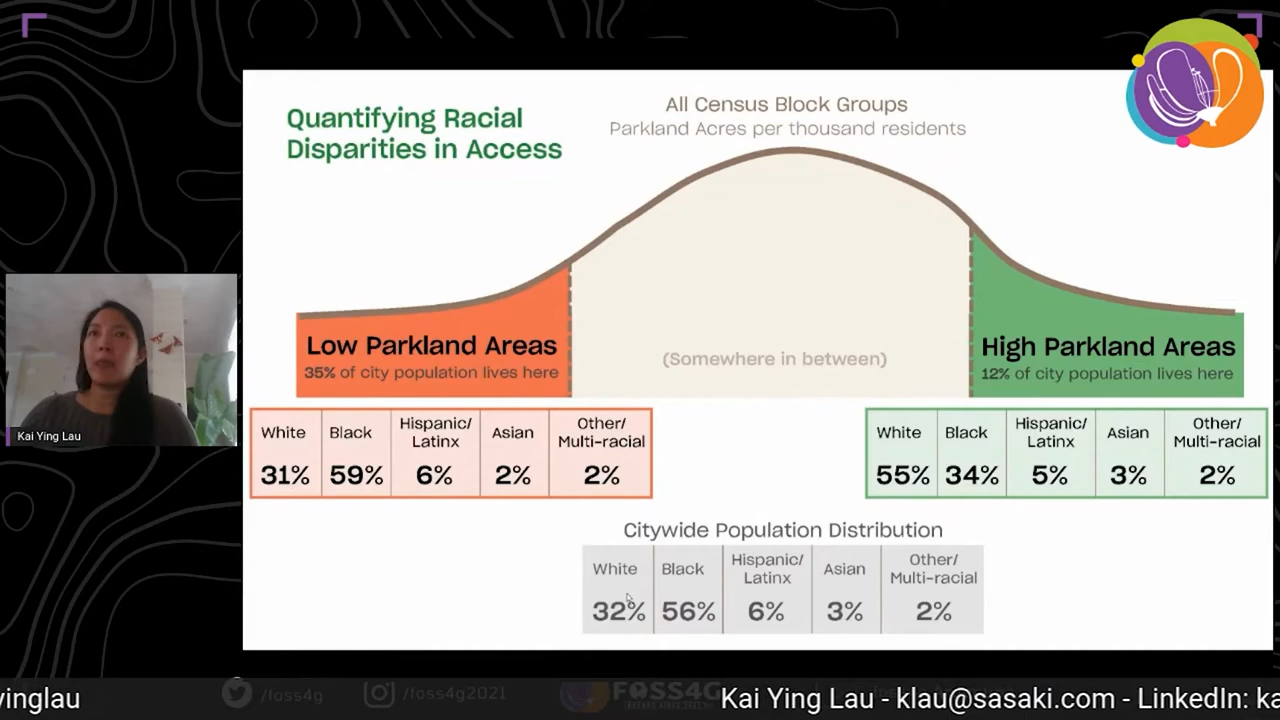 Quantifying Racial
Disparities in Access
All Census Block Groups
Parkland Acres per thousand residents
Low Parkland Areas
35% of city population lives here
(Somewhere in between)
High Parkland Areas
12% of city population lives here
White Black Hispanic/ Latinx Asian Other/ Multi-racial
31% 59% 6% 2% 2%
White Black Hispanic/ Latinx Asian Other/ Multi-racial
55% 34% 5% 3% 2%
Citywide Population Distribution
White Black Hispanic/ Latinx Asian Other/ Multi-racial
32% 56% 6% 3% 2%
Kai Ying Lau
/foss4g /foss4g2021 FOSS4G
yinglau Kai Ying Lau - klau@sasaki.com - LinkedIn: ka